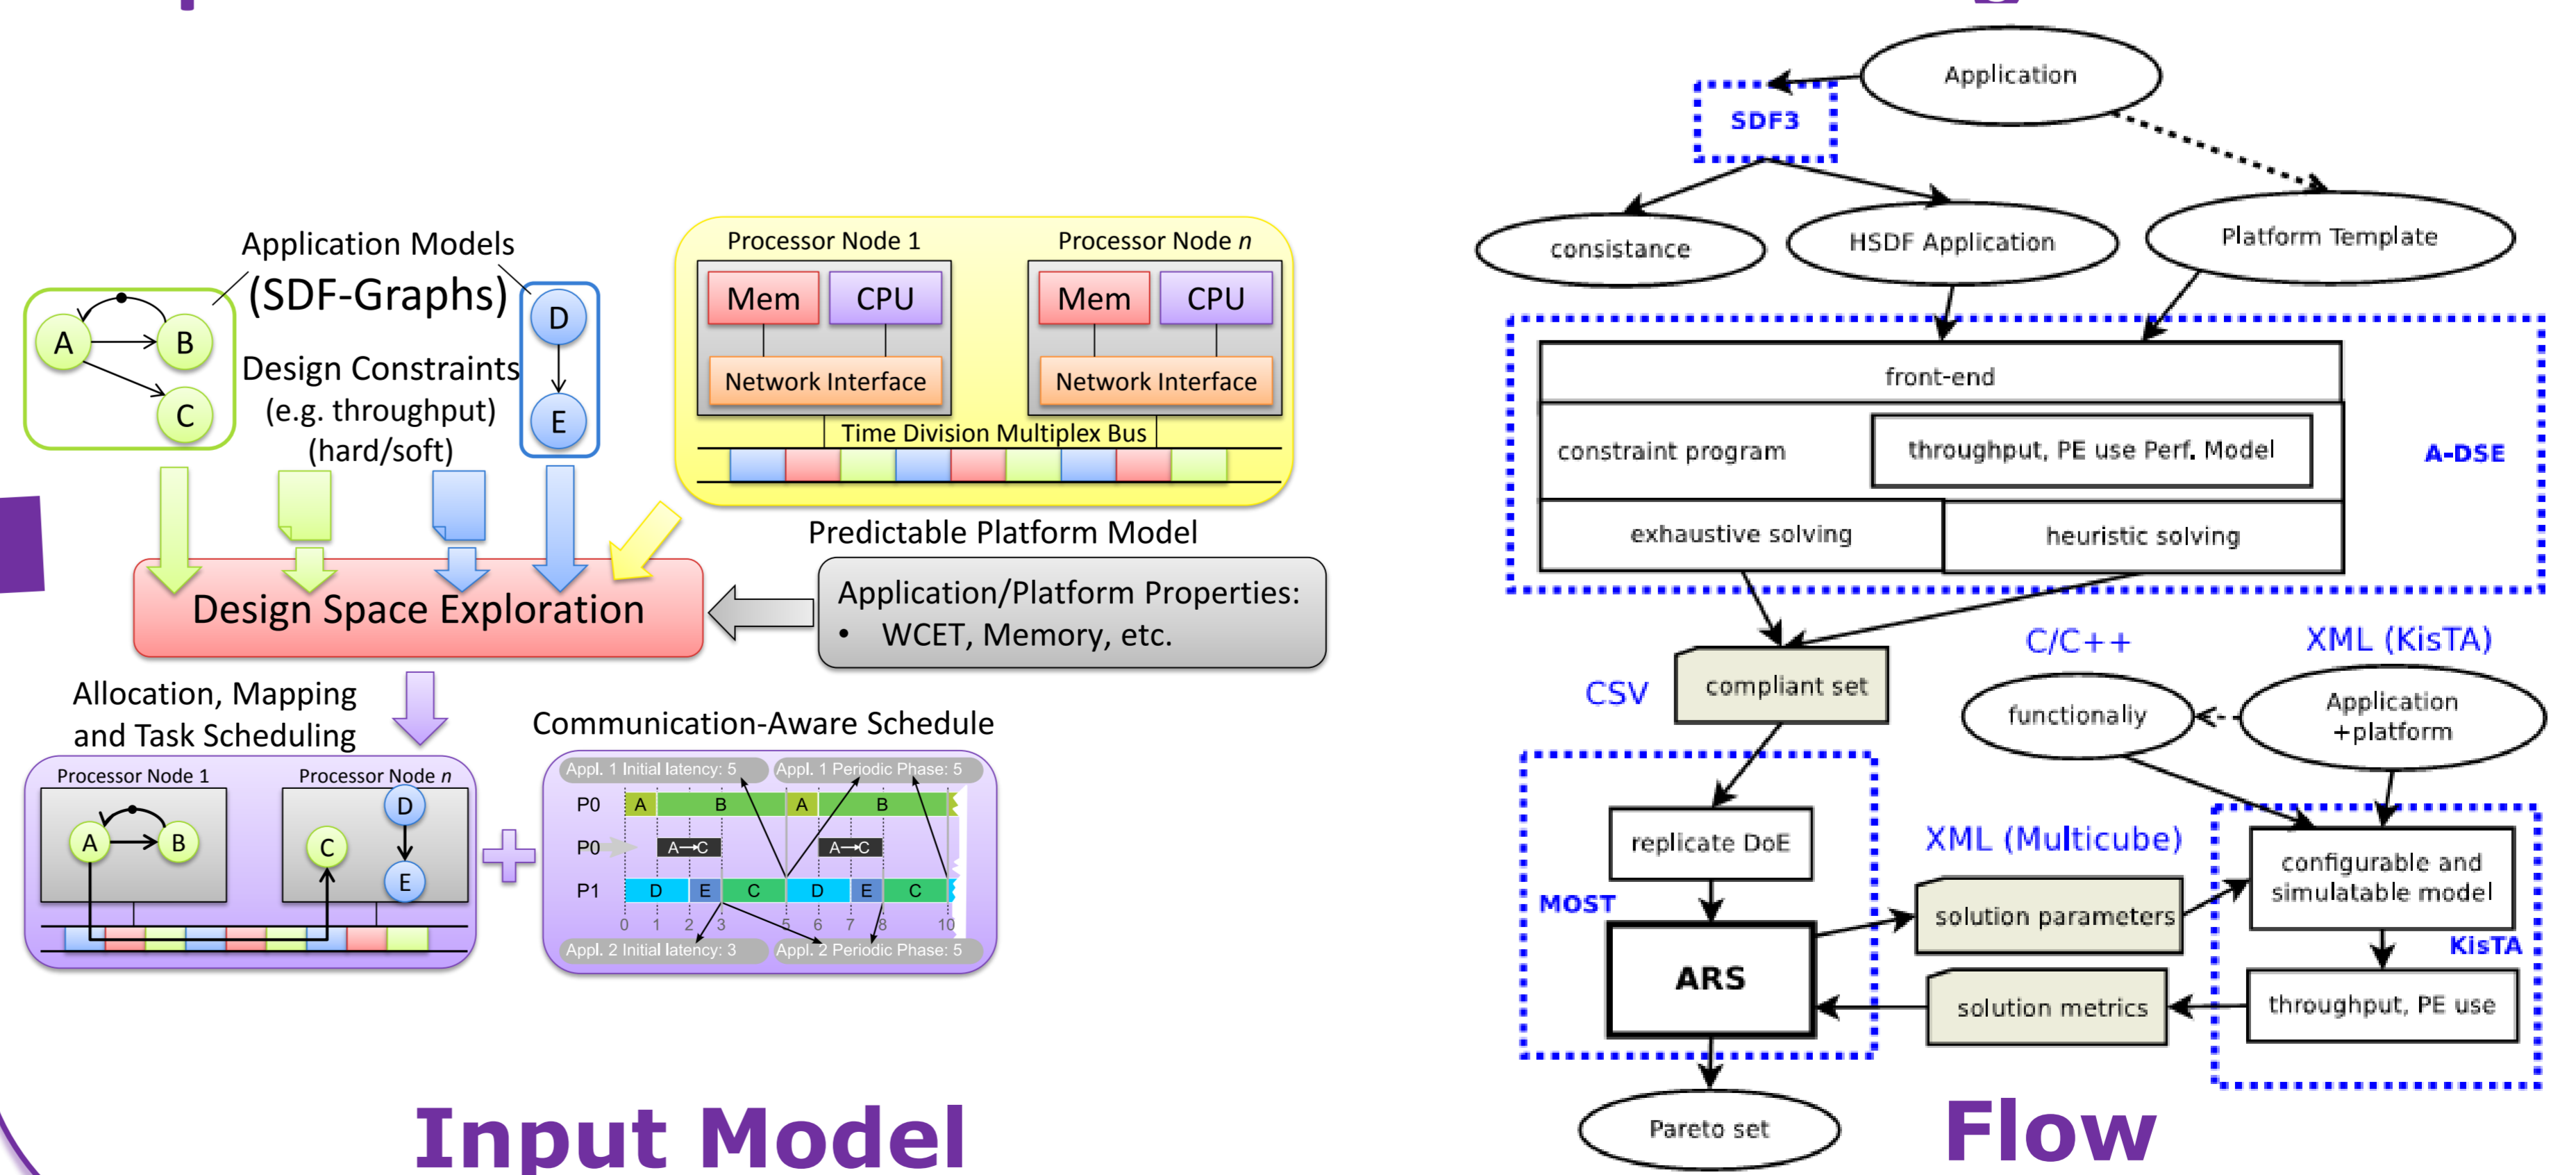 Application Models
(SDF-Graphs)
A
B
C
D
E
Design Constraints
(e.g. throughput)
(hard/soft)
Processor Node 1
Processor Node n
Mem
CPU
Mem
CPU
Network Interface
Network Interface
Time Division Multiplex Bus
Predictable Platform Model
Design Space Exploration
Application/Platform Properties:
• WCET, Memory, etc.
Allocation, Mapping
and Task Scheduling
Processor Node 1
Processor Node n
A
B
C
D
E
Communication-Aware Schedule
Appl. 1 Initial latency: 5
Appl. 1 Periodic Phase: 5
P0
A
B
A
B
P0
A→C
A→C
P1
D
E
C
D
E
C
0 1 2 3 5 6 7 8 10
Appl. 2 Initial latency: 3
Appl. 2 Periodic Phase: 5
Input Model
Application
SDF3
consistance
HSDF Application
Platform Template
front-end
constraint program
throughput, PE use Perf. Model
A-DSE
exhaustive solving
heuristic solving
CSV
compliant set
C/C++
XML (KisTA)
functionaliy
Application
+platform
replicate DoE
MOST
XML (Multicube)
configurable and
simulatable model
solution parameters
KisTA
ARS
solution metrics
throughput, PE use
Pareto set
Flow